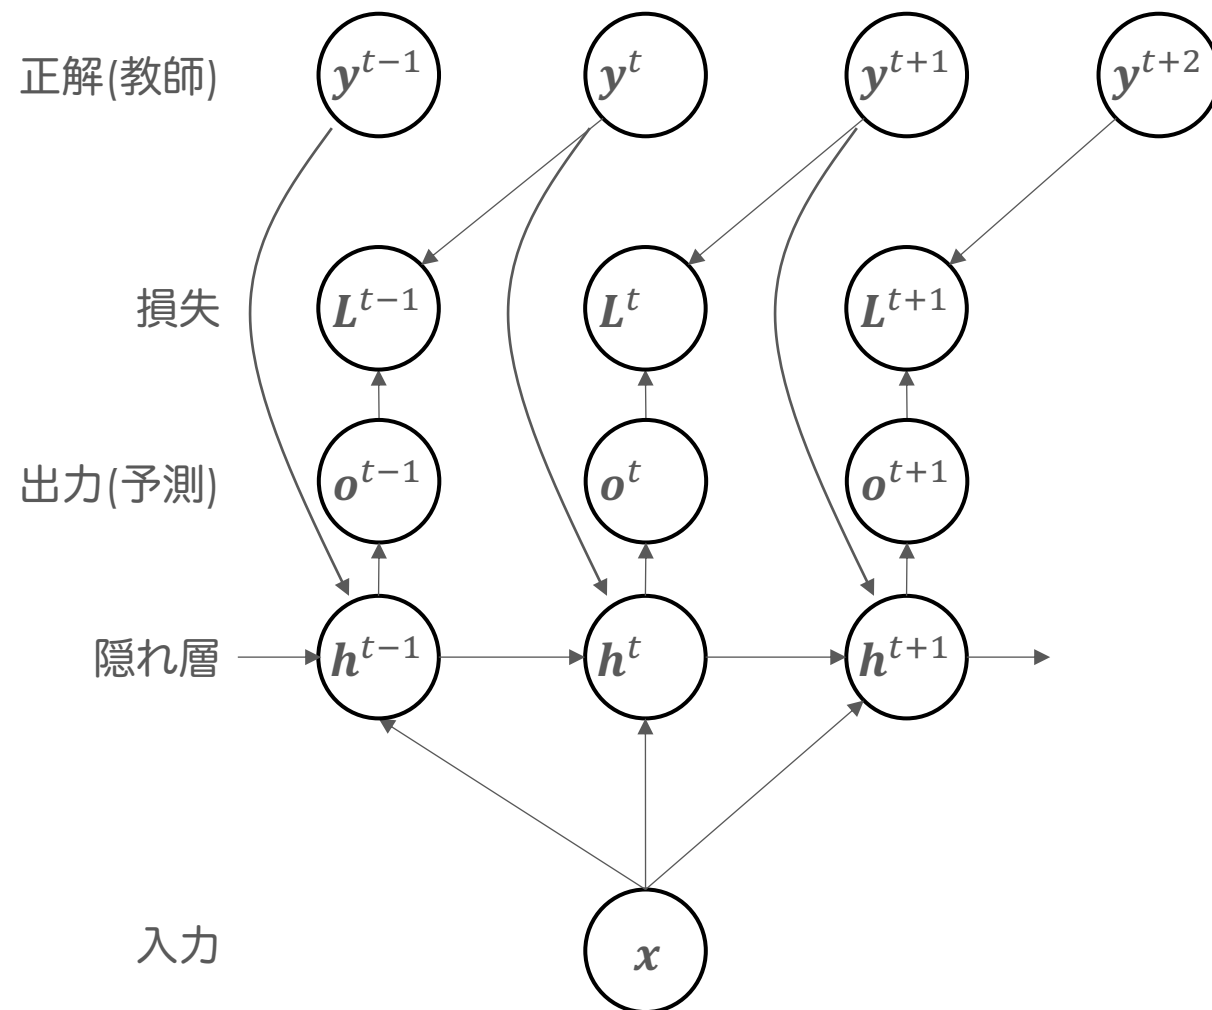 正解(教師) y^{t-1} y^{t} y^{t+1} y^{t+2}
損失 L^{t-1} L^{t} L^{t+1}
出力(予測) o^{t-1} o^{t} o^{t+1}
隠れ層 h^{t-1} h^{t} h^{t+1}
入力 x